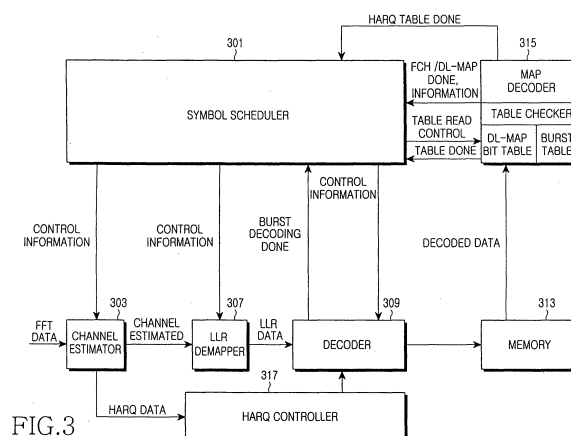 HARQ TABLE DONE
301
SYMBOL SCHEDULER
FCH /DL-MAP
DONE,
INFORMATION
TABLE READ
CONTROL
TABLE DONE
315
MAP
DECODER
TABLE CHECKER
DL-MAP
BIT TABLE
BURST
TABLE
CONTROL
INFORMATION
CONTROL
INFORMATION
BURST
DECODING
DONE
CONTROL
INFORMATION
DECODED DATA
FFT
DATA
303
CHANNEL
ESTIMATOR
CHANNEL
ESTIMATED
307
LLR
DEMAPPER
LLR
DATA
309
DECODER
313
MEMORY
HARQ DATA
317
HARQ CONTROLLER
FIG.3